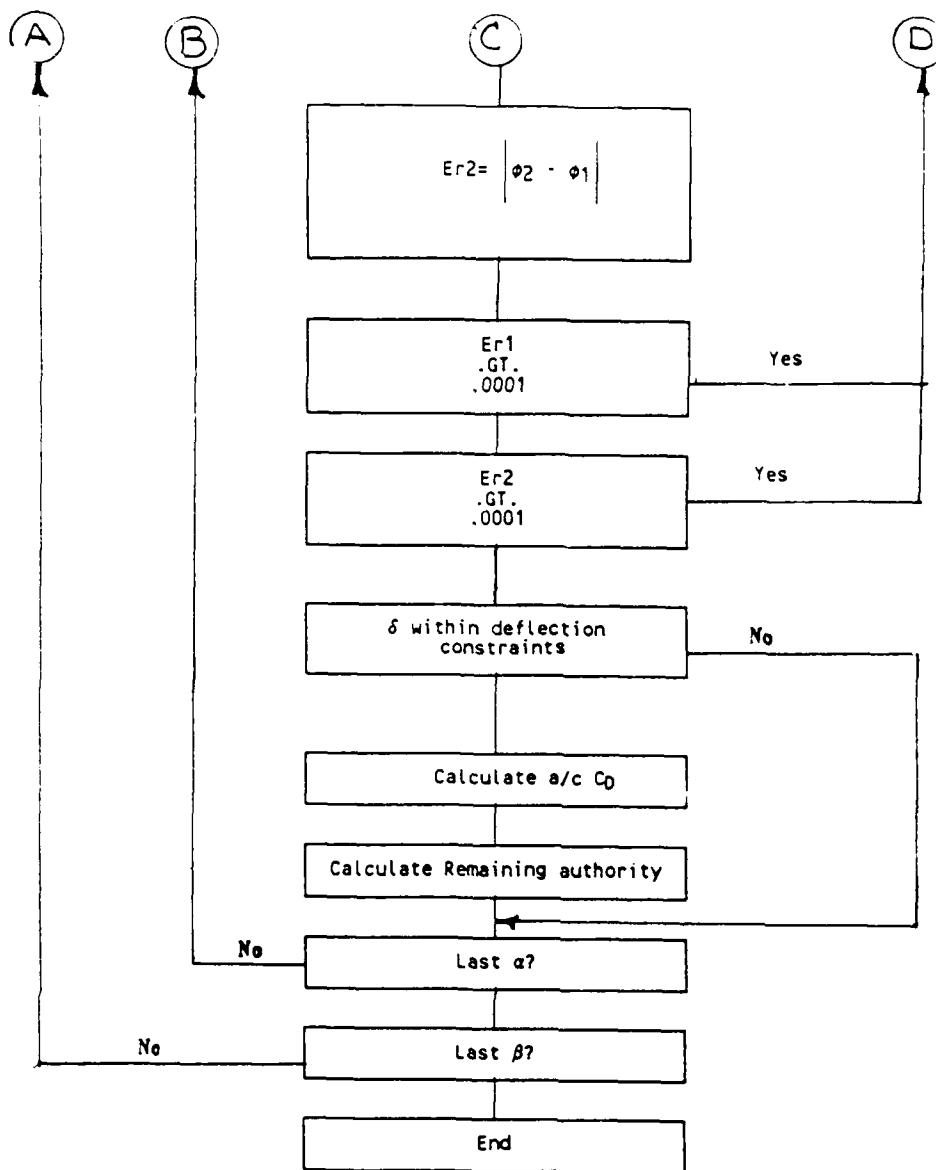 A B C D
Er2= |φ2 - φ1|
Er1
.GT.
.0001
Yes
Er2
.GT.
.0001
Yes
δ within deflection
constraints
No
Calculate a/c CD
Calculate Remaining authority
No
Last α?
No
Last β?
End